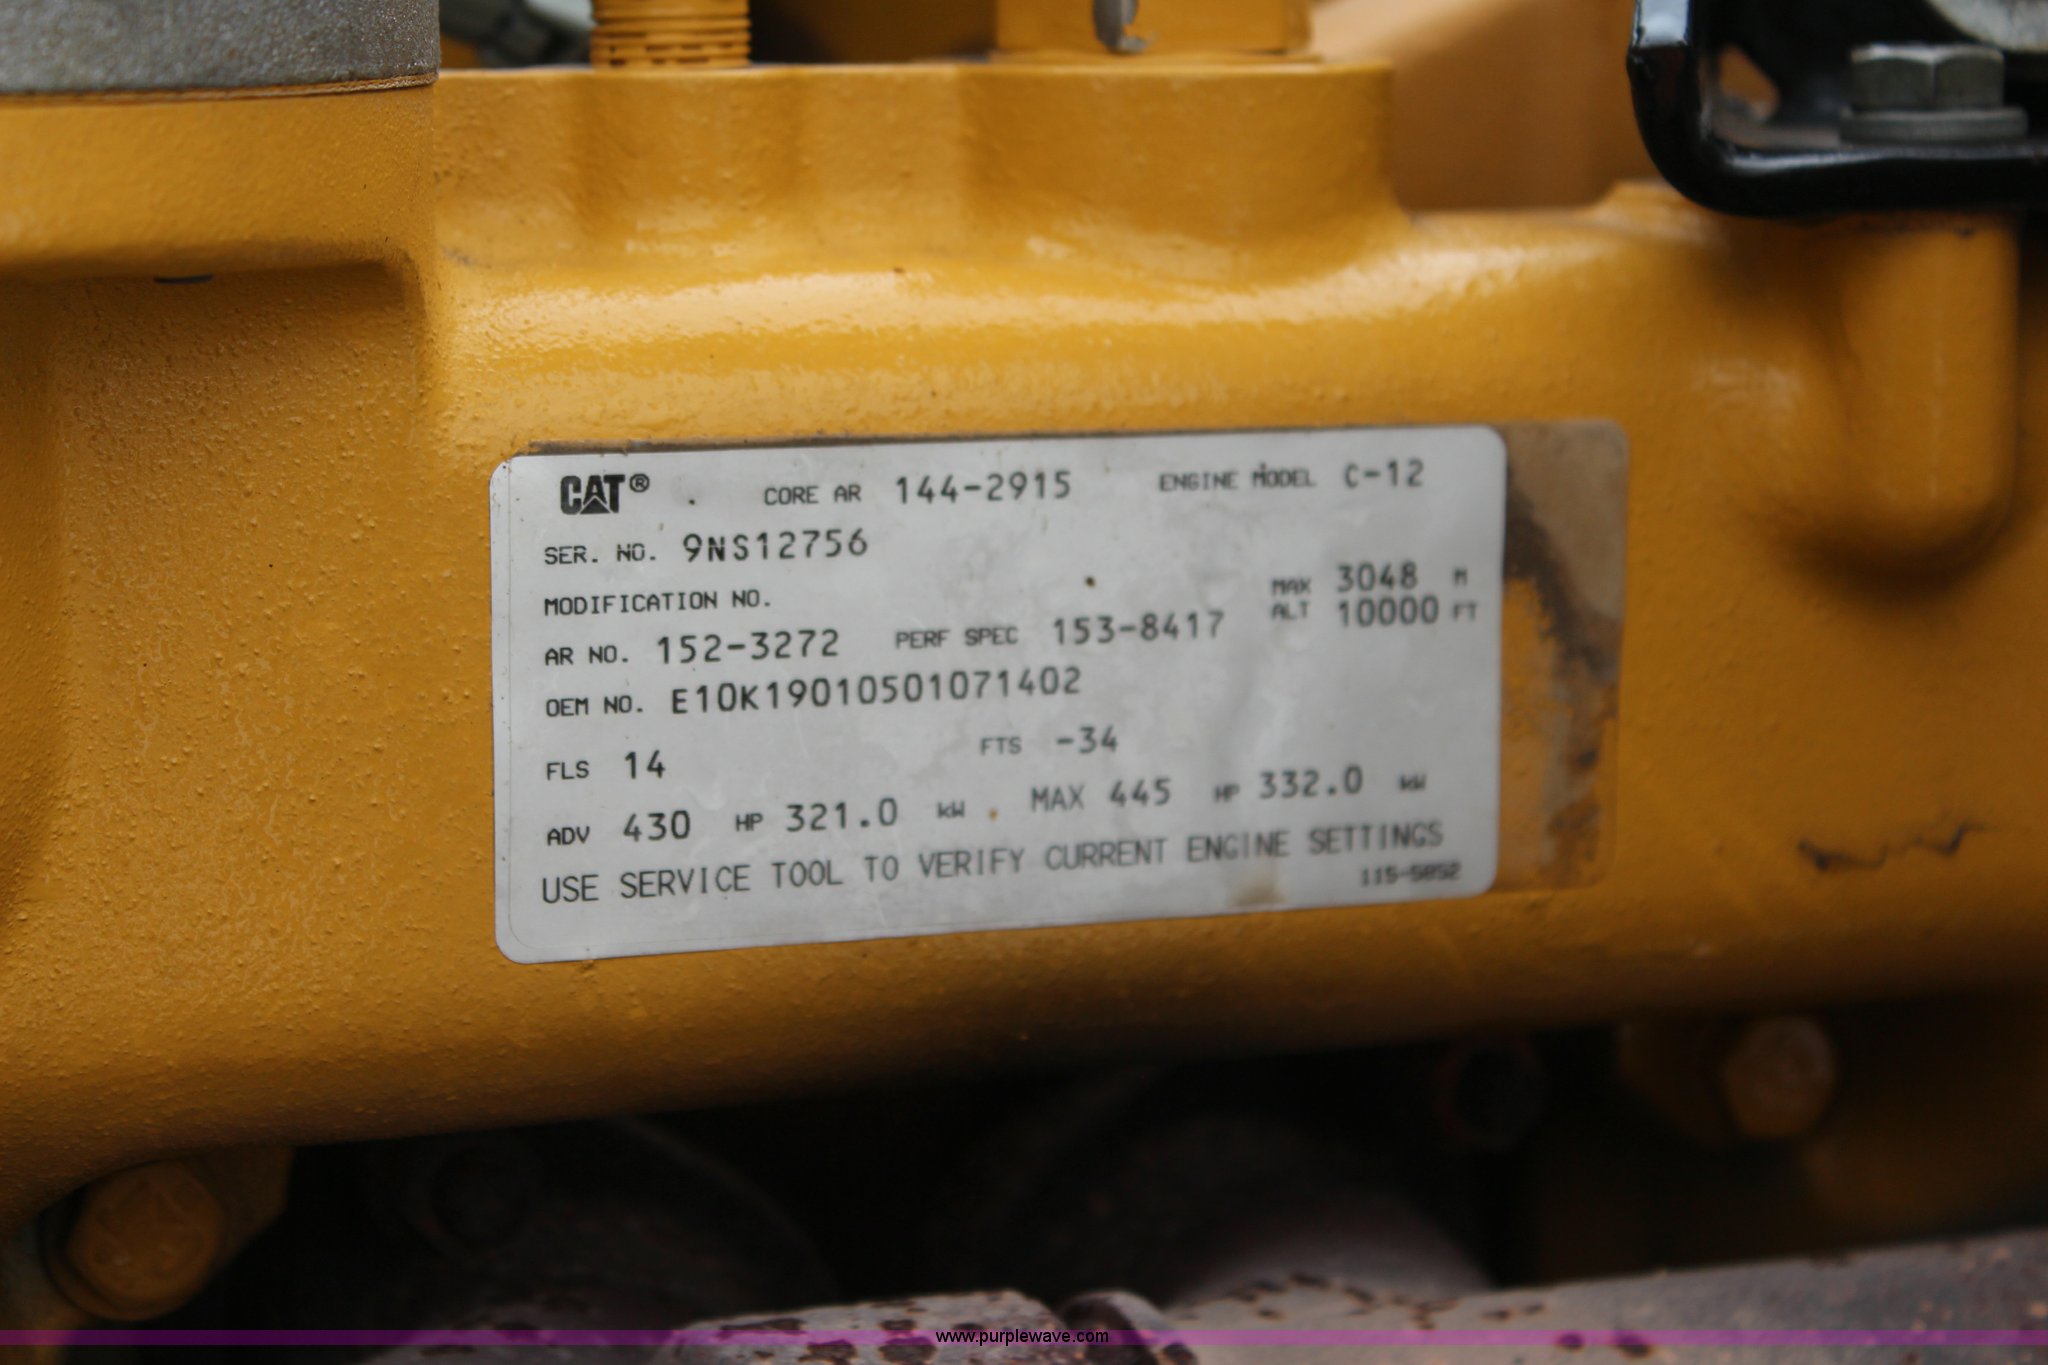 CAT® CORE AR 144-2915 ENGINE MODEL C-12
SER. NO. 9NS12756
MODIFICATION NO.
MAX 3048 M
AR NO. 152-3272 PERF SPEC 153-8417 ALT 10000 FT
OEM NO. E10K19010501071402
FLS 14 FTS -34
ADV 430 HP 321.0 kW . MAX 445 HP 332.0 kW
USE SERVICE TOOL TO VERIFY CURRENT ENGINE SETTINGS
115-5852
www.purplewave.com